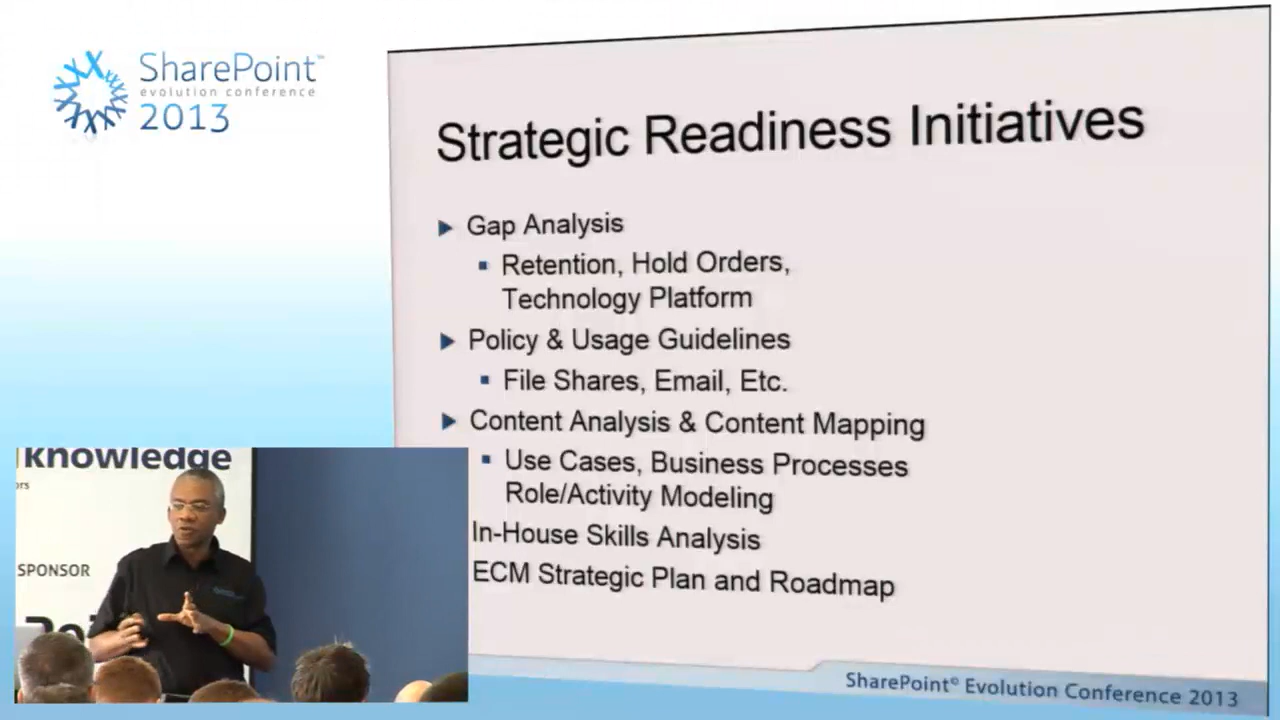 SharePoint™
evolution conference
2013
Strategic Readiness Initiatives
Gap Analysis
Retention, Hold Orders,
Technology Platform
Policy & Usage Guidelines
File Shares, Email, Etc.
Content Analysis & Content Mapping
Use Cases, Business Processes
Role/Activity Modeling
In-House Skills Analysis
ECM Strategic Plan and Roadmap
knowledge
SPONSOR
SharePoint® Evolution Conference 2013